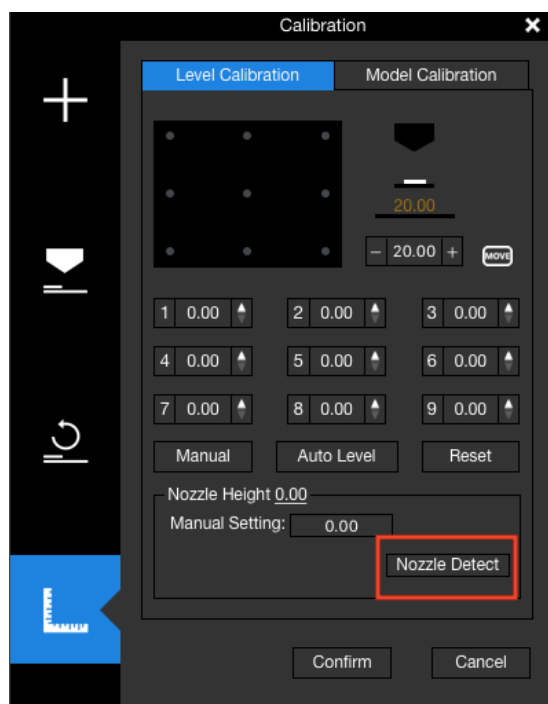 Calibration
Level Calibration Model Calibration
20.00
− 20.00 + MOVE
1 0.00 2 0.00 3 0.00
4 0.00 5 0.00 6 0.00
7 0.00 8 0.00 9 0.00
Manual Auto Level Reset
Nozzle Height 0.00
Manual Setting: 0.00
Nozzle Detect
Confirm Cancel